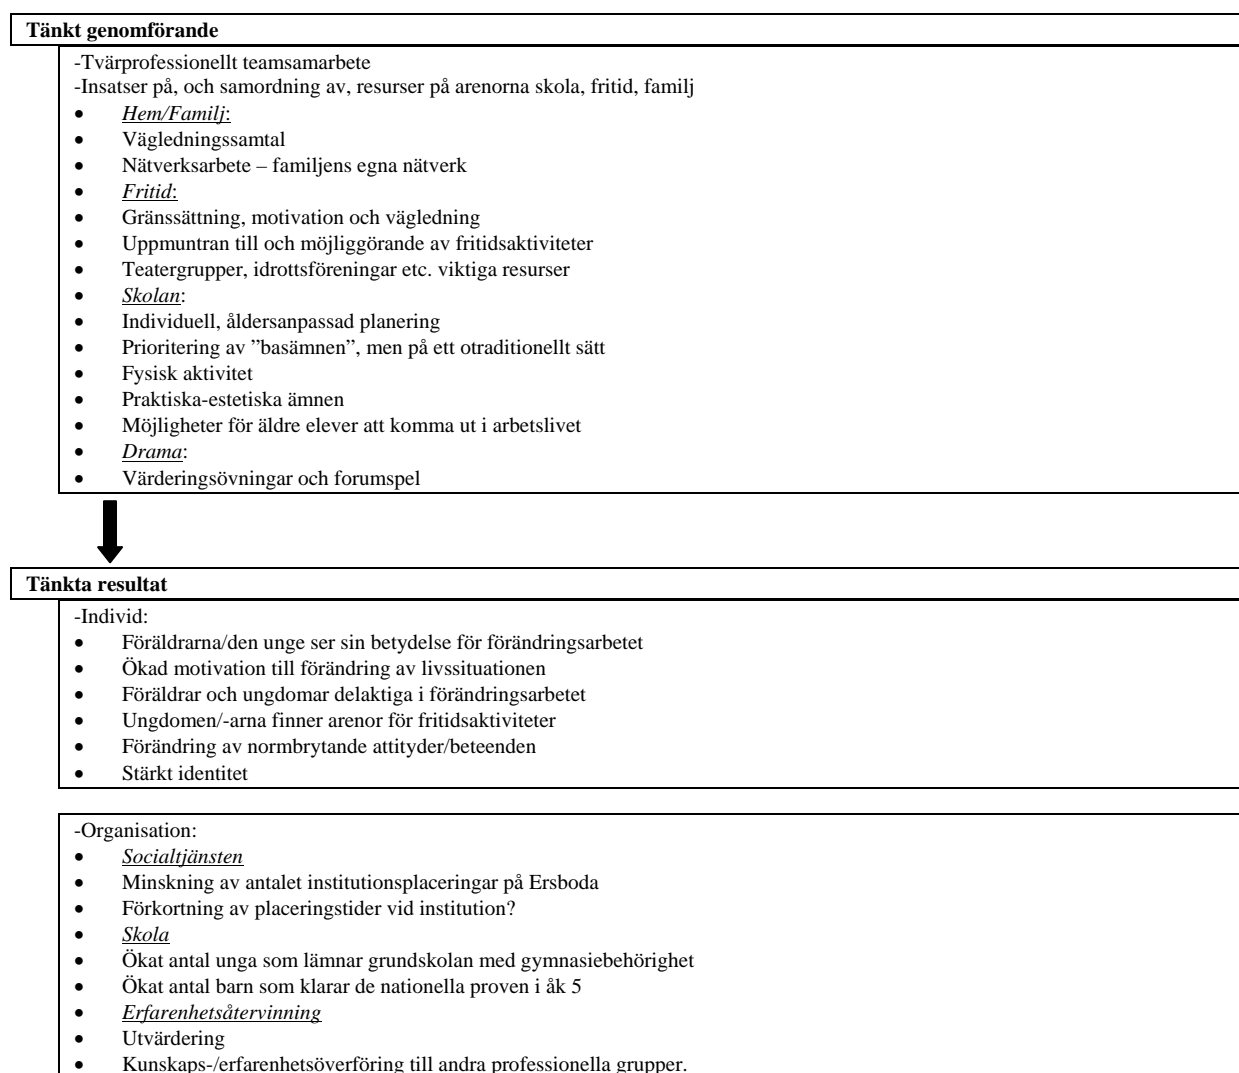 Tänkt genomförande
-Tvärprofessionellt teamsamarbete
-Insatser på, och samordning av, resurser på arenorna skola, fritid, familj
• Hem/Familj:
• Vägledningssamtal
• Nätverksarbete – familjens egna nätverk
• Fritid:
• Gränssättning, motivation och vägledning
• Uppmuntran till och möjliggörande av fritidsaktiviteter
• Teatergrupper, idrottsföreningar etc. viktiga resurser
• Skolan:
• Individuell, åldersanpassad planering
• Prioritering av ”basämnen”, men på ett otraditionellt sätt
• Fysisk aktivitet
• Praktiska-estetiska ämnen
• Möjligheter för äldre elever att komma ut i arbetslivet
• Drama:
• Värderingsövningar och forumspel
Tänkta resultat
-Individ:
• Föräldrarna/den unge ser sin betydelse för förändringsarbetet
• Ökad motivation till förändring av livssituationen
• Föräldrar och ungdomar delaktiga i förändringsarbetet
• Ungdomen/-arna finner arenor för fritidsaktiviteter
• Förändring av normbrytande attityder/beteenden
• Stärkt identitet
-Organisation:
• Socialtjänsten
• Minskning av antalet institutionsplaceringar på Ersboda
• Förkortning av placeringstider vid institution?
• Skola
• Ökat antal unga som lämnar grundskolan med gymnasiebehörighet
• Ökat antal barn som klarar de nationella proven i åk 5
• Erfarenhetsåtervinning
• Utvärdering
• Kunskaps-/erfarenhetsöverföring till andra professionella grupper.